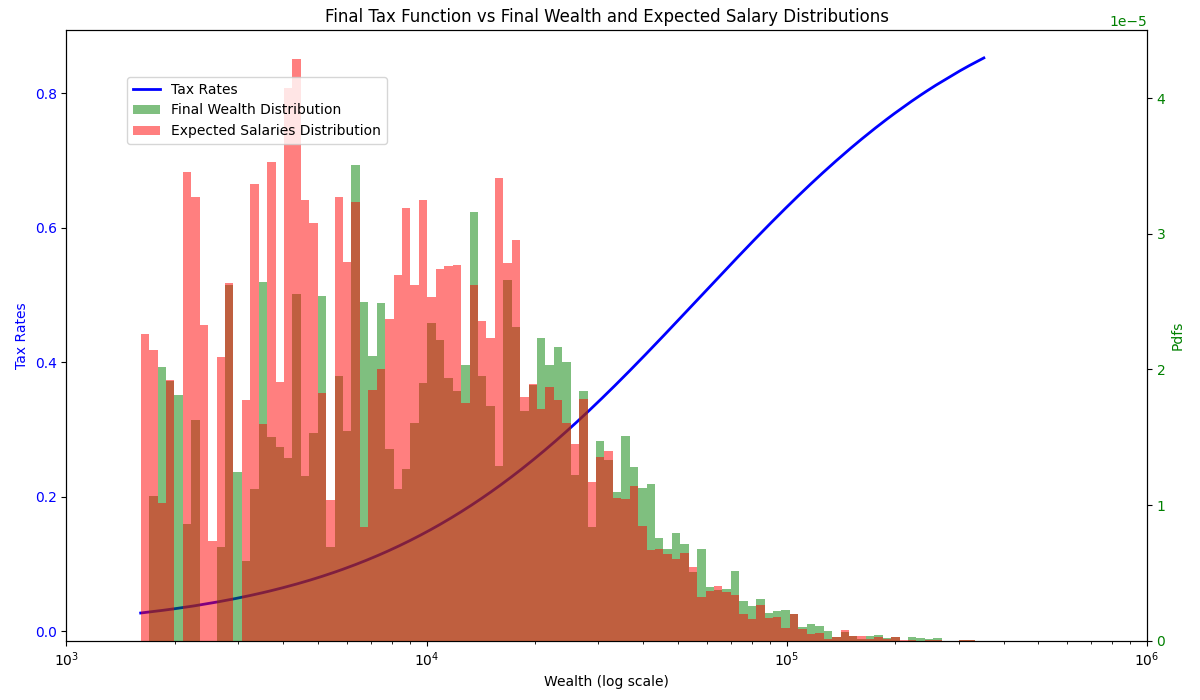 Final Tax Function vs Final Wealth and Expected Salary Distributions
1e−5
Tax Rates
Final Wealth Distribution
Expected Salaries Distribution
0.8
0.6
0.4
0.2
0.0
Tax Rates
4
3
2
1
0
Pdfs
10³
10⁴
10⁵
10⁶
Wealth (log scale)